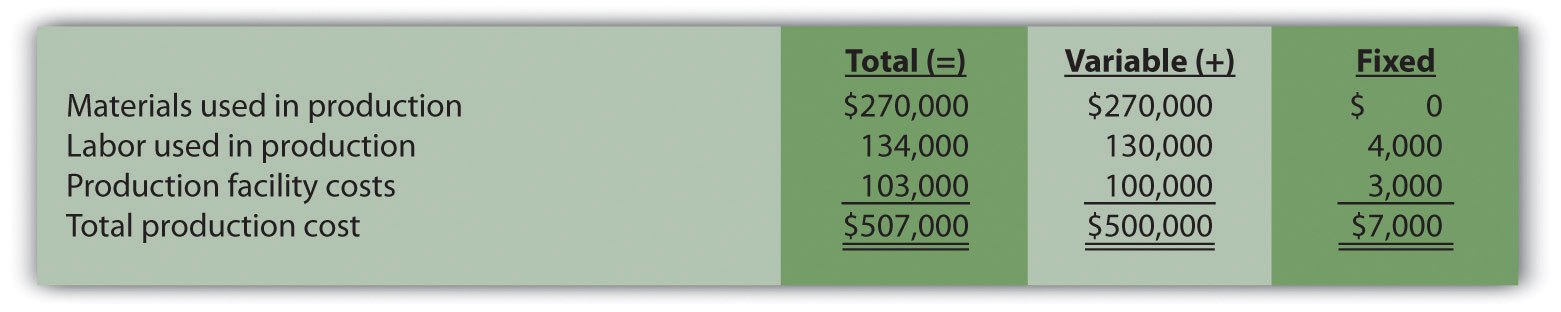 Total (=) Variable (+) Fixed
Materials used in production $270,000 $270,000 $ 0
Labor used in production 134,000 130,000 4,000
Production facility costs 103,000 100,000 3,000
Total production cost $507,000 $500,000 $7,000